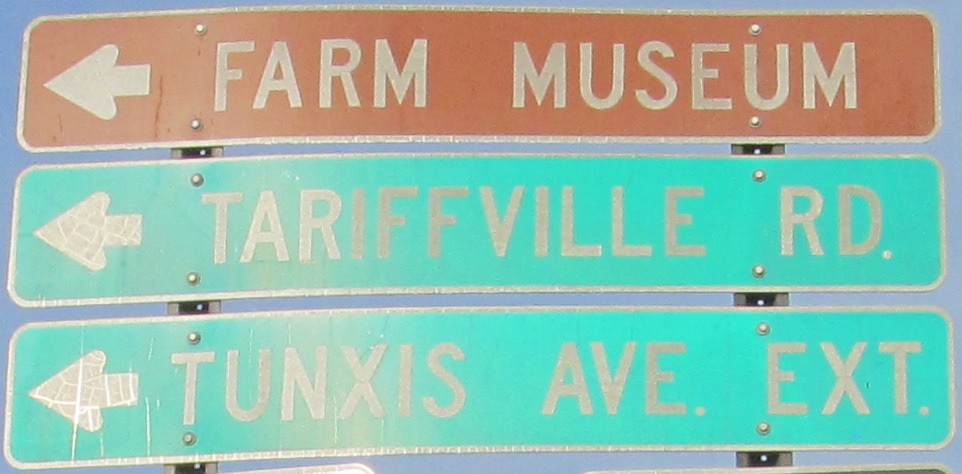 FARM MUSEUM
TARIFFVILLE RD.
TUNXIS AVE. EXT.